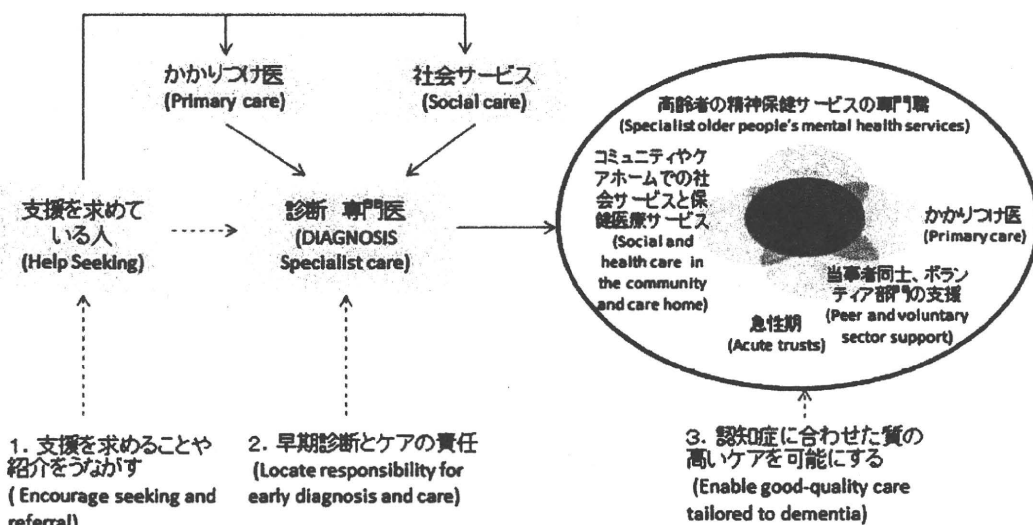 かかりつけ医
(Primary care)
社会サービス
(Social care)
支援を求めて
いる人
(Help Seeking)
診断 専門医
(DIAGNOSIS
Specialist care)
高齢者の精神保健サービスの専門職
(Specialist older people's mental health services)
コミュニティやケ
アホームでの社
会サービスと保
健医療サービス
(Social and
health care in
the community
and care home)
かかりつけ医
(Primary care)
当事者同士、ボラン
ティア部門の支援
(Peer and voluntary
sector support)
急性期
(Acute trusts)
1. 支援を求めることや
紹介をうながす
( Encourage seeking and
referral)
2. 早期診断とケアの責任
(Locate responsibility for
early diagnosis and care)
3. 認知症に合わせた質の
高いケアを可能にする
(Enable good-quality care
tailored to dementia)